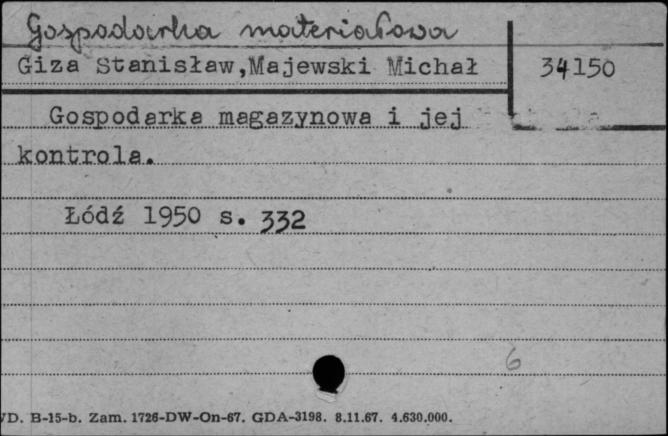 Gospodarka materiałowa
Giza Stanisław,Majewski Michał
34150
Gospodarka magazynowa i jej
kontrola.
Łódź 1950 s. 332
6
VD. B-15-b. Zam. 1726-DW-On-67. GDA-3198. 8.11.67. 4.630.000.